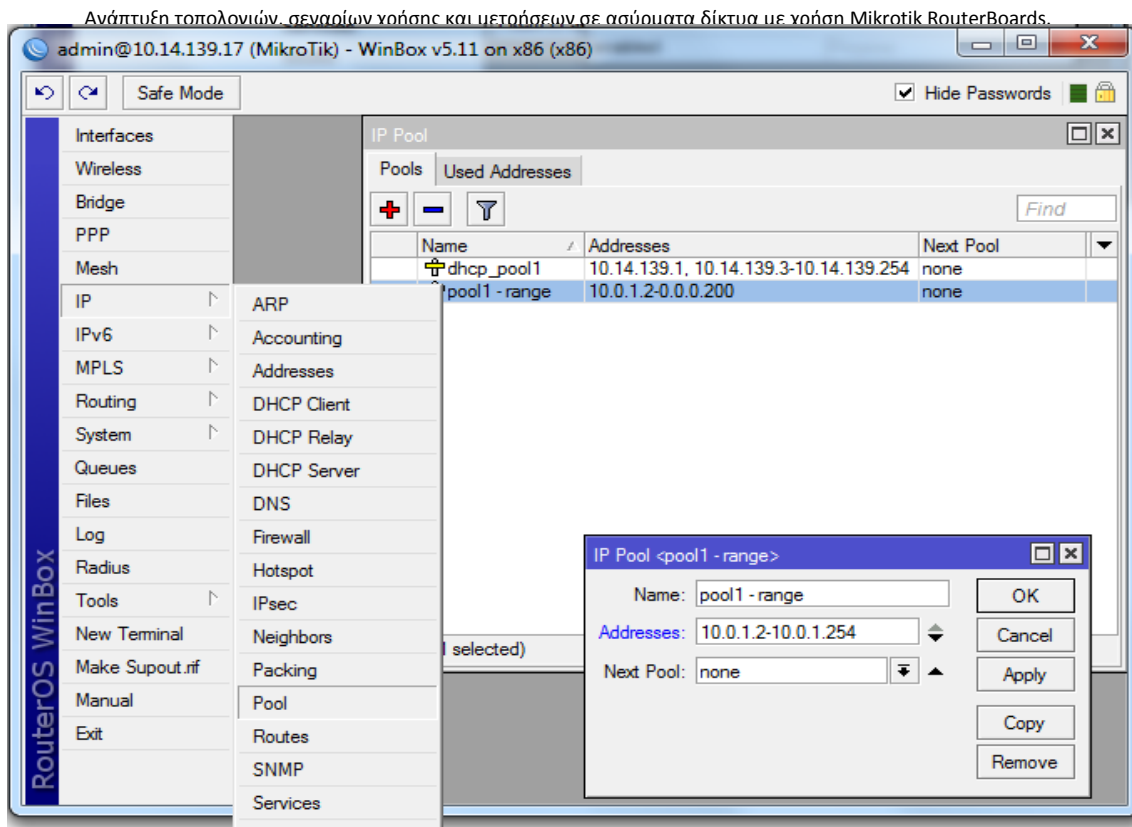 Ανάπτυξη τοπολογιών, σεναρίων χρήσης και μετρήσεων σε ασύρματα δίκτυα με χρήση Mikrotik RouterBoards.
admin@10.14.139.17 (MikroTik) - WinBox v5.11 on x86 (x86)
Safe Mode
Hide Passwords
Interfaces
Wireless
Bridge
PPP
Mesh
IP
IPv6
MPLS
Routing
System
Queues
Files
Log
Radius
Tools
New Terminal
Make Supout.rif
Manual
Exit
RouterOS WinBox
ARP
Accounting
Addresses
DHCP Client
DHCP Relay
DHCP Server
DNS
Firewall
Hotspot
IPsec
Neighbors
Packing
Pool
Routes
SNMP
Services
IP Pool
Pools
Used Addresses
Find
Name Addresses Next Pool
dhcp_pool1 10.14.139.1, 10.14.139.3-10.14.139.254 none
pool1 - range 10.0.1.2-0.0.0.200 none
selected)
IP Pool <pool1 - range>
Name: pool1 - range
Addresses: 10.0.1.2-10.0.1.254
Next Pool: none
OK
Cancel
Apply
Copy
Remove